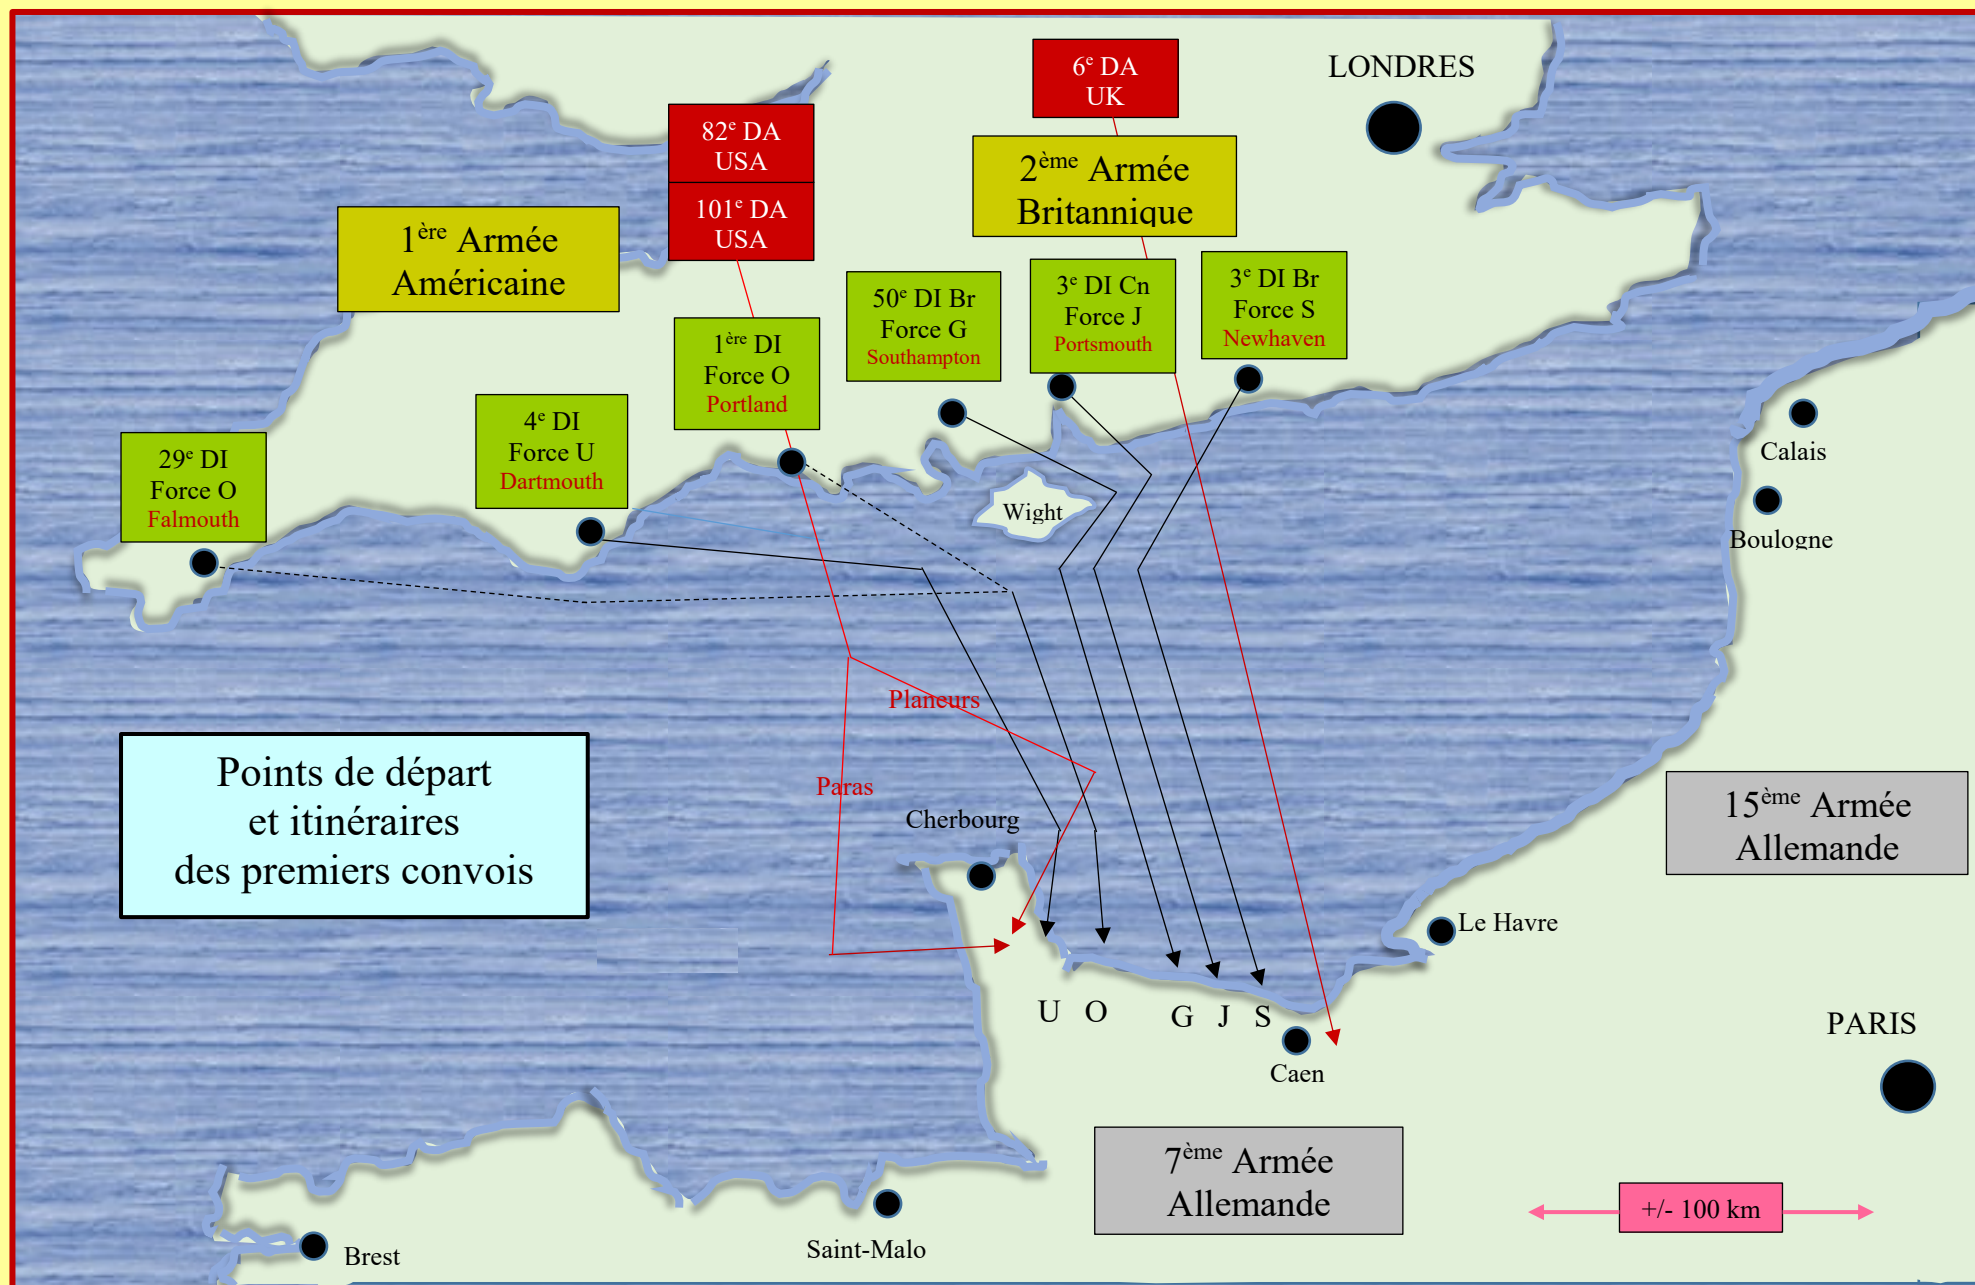 6e DA
UK
LONDRES
82e DA
USA
101e DA
USA
2ème Armée
Britannique
1ère Armée
Américaine
50e DI Br
Force G
Southampton
3e DI Cn
Force J
Portsmouth
3e DI Br
Force S
Newhaven
1ère DI
Force O
Portland
4e DI
Force U
Dartmouth
29e DI
Force O
Falmouth
Wight
Calais
Boulogne
Planeurs
Paras
Points de départ
et itinéraires
des premiers convois
Cherbourg
15ème Armée
Allemande
Le Havre
U O G J S
Caen
PARIS
7ème Armée
Allemande
+/- 100 km
Brest
Saint-Malo